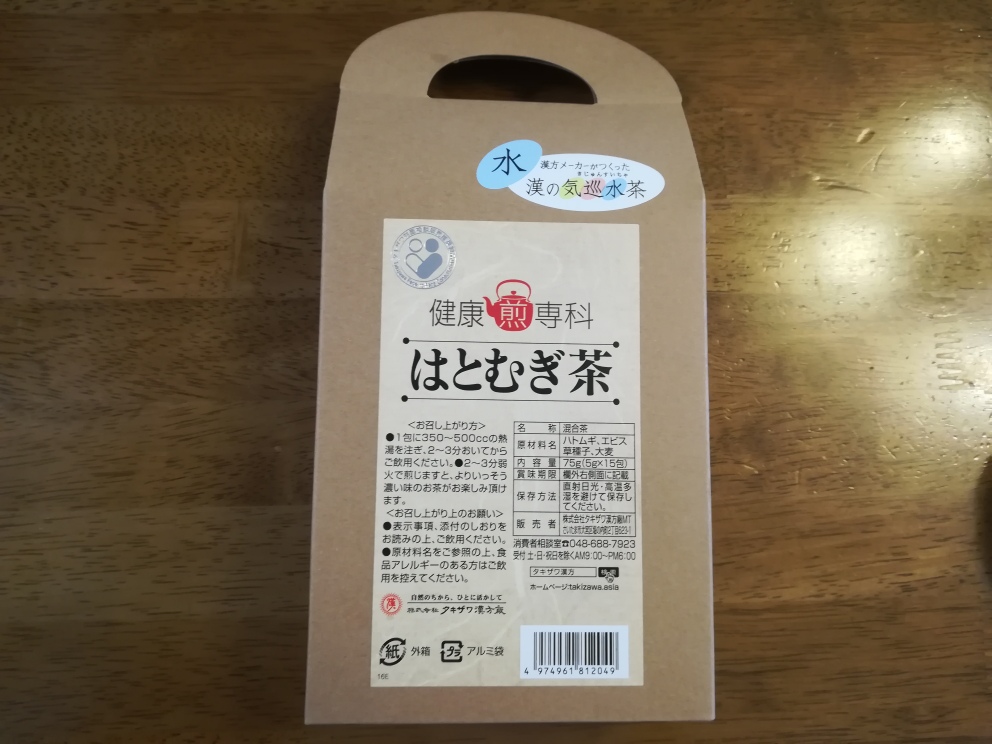 水
漢方メーカーがつくった
きじゅんすいちゃ
漢の気巡水茶
健康煎専科
はとむぎ茶
<お召し上がり方>
●1包に350～500ccの熱
湯を注ぎ、2～3分おいてから
ご飲用ください。●2～3分弱
火で煎じますと、よりいっそう
濃い味のお茶がお楽しみ頂け
ます。
<お召し上がり上のお願い>
●表示事項、添付のしおりを
お読みの上、ご飲用ください。
●原材料名をご参照の上、食
品アレルギーのある方はご飲
用を控えてください。
名称 混合茶
原材料名 ハトムギ、エビス
草種子、大麦
内容量 75g(5g×15包)
賞味期限 欄外右側面に記載
保存方法 直射日光・高温多
湿を避けて保存し
てください。
販売者 株式会社タキザワ漢方廠MT
消費者相談室☎048-688-7923
受付 土・日・祝日を除くAM9:00～PM6:00
タキザワ漢方 検索
ホームページ:takizawa.asia
漢
自然のちから、ひとに活かして
株式会社 タキザワ漢方廠
紙 外箱 プラ アルミ袋
4 974961 812049
166